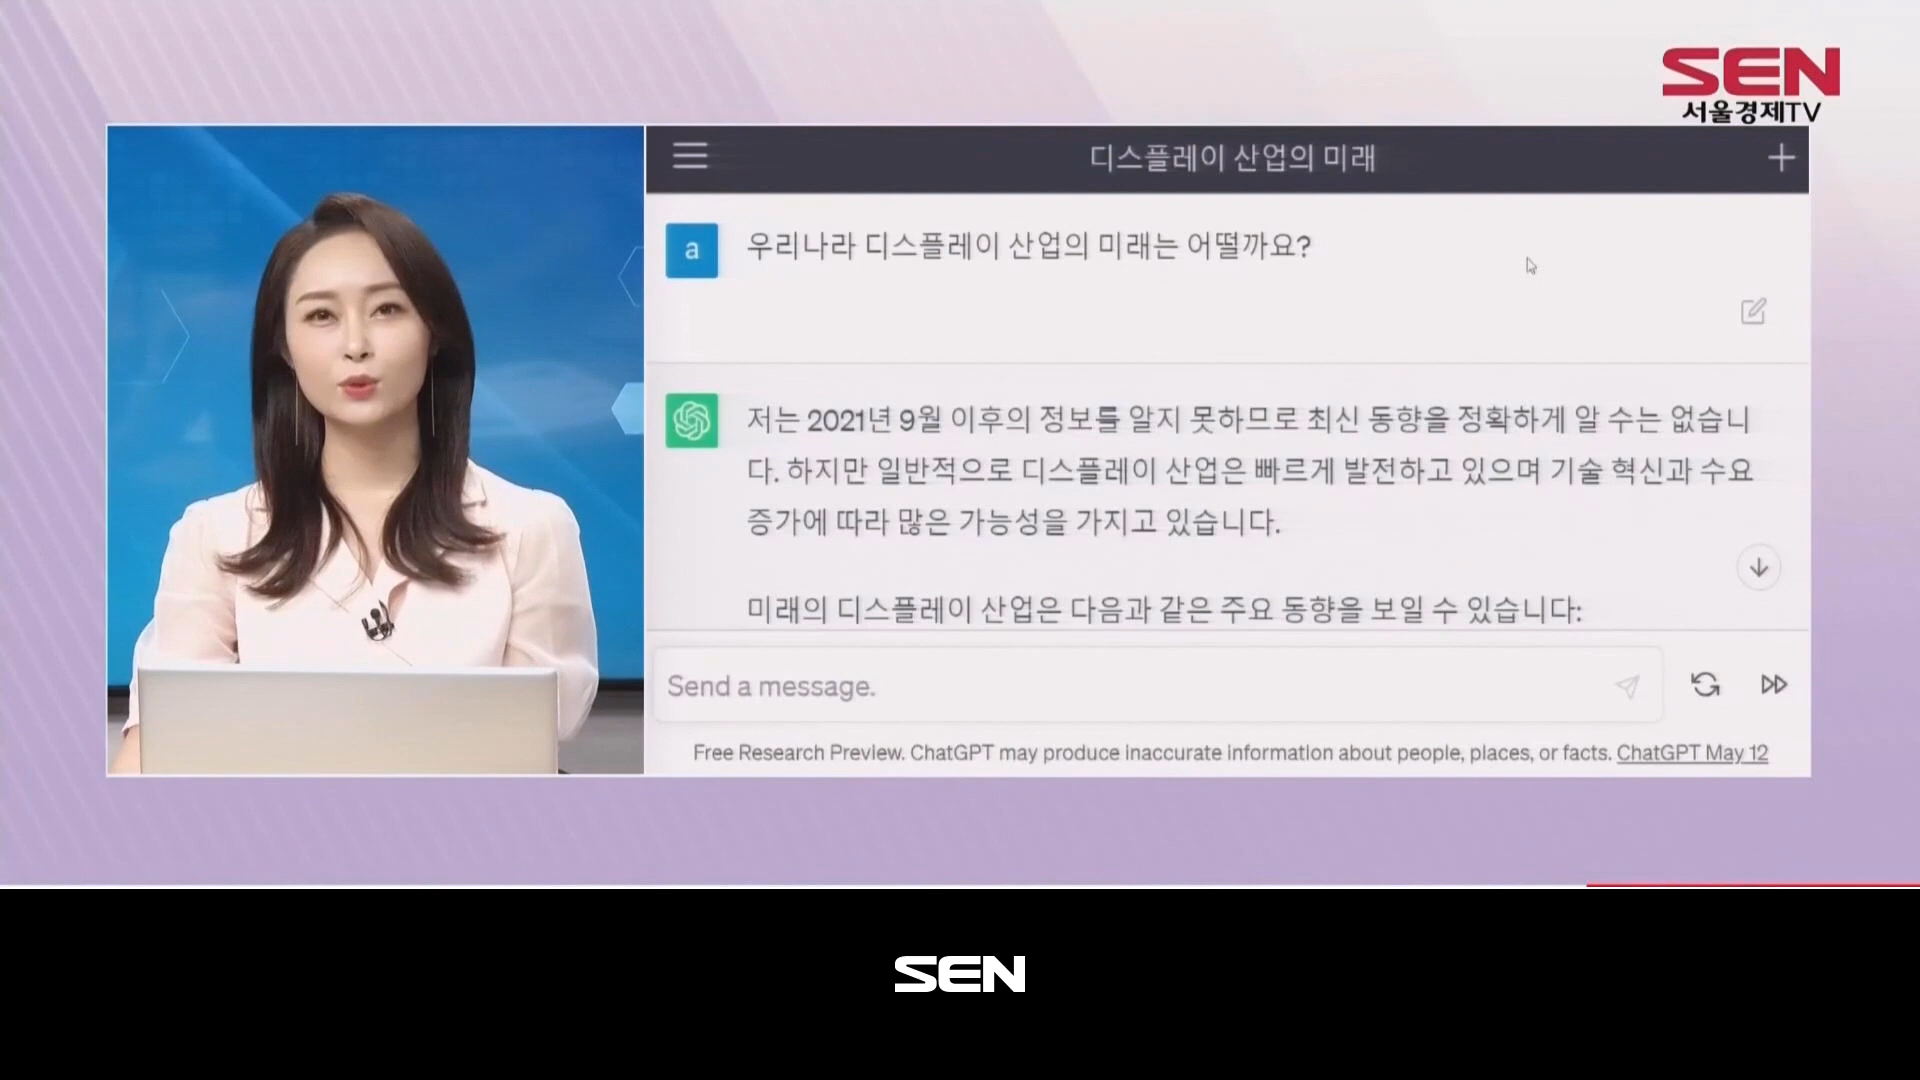 SEN
서울경제TV
디스플레이 산업의 미래
a
우리나라 디스플레이 산업의 미래는 어떨까요?
저는 2021년 9월 이후의 정보를 알지 못하므로 최신 동향을 정확하게 알 수는 없습니
다. 하지만 일반적으로 디스플레이 산업은 빠르게 발전하고 있으며 기술 혁신과 수요
증가에 따라 많은 가능성을 가지고 있습니다.
미래의 디스플레이 산업은 다음과 같은 주요 동향을 보일 수 있습니다:
Send a message.
Free Research Preview. ChatGPT may produce inaccurate information about people, places, or facts. ChatGPT May 12
SEN